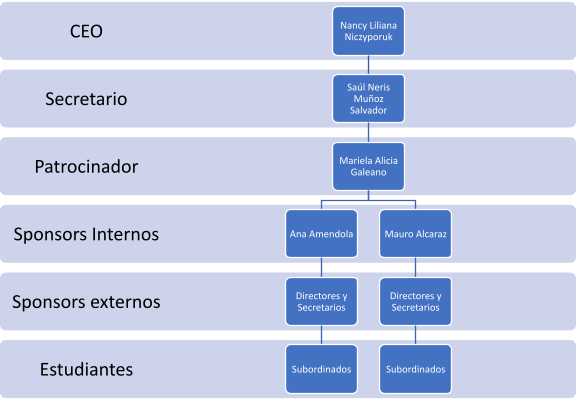 CEO
Nancy Liliana
Niczyporuk
Secretario
Saúl Neris
Muñoz
Salvador
Patrocinador
Mariela Alicia
Galeano
Sponsors Internos
Ana Amendola
Mauro Alcaraz
Sponsors externos
Directores y
Secretarios
Directores y
Secretarios
Estudiantes
Subordinados
Subordinados